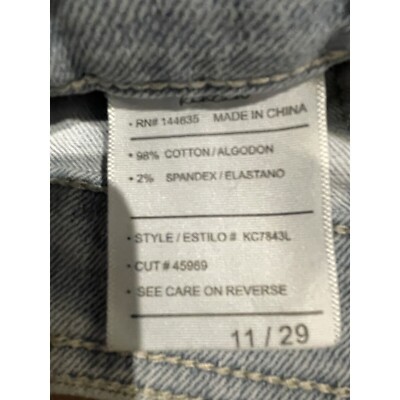 • RN# 144635 MADE IN CHINA
• 98% COTTON / ALGODON
• 2% SPANDEX / ELASTANO
• STYLE / ESTILO # KC7843L
• CUT # 45969
• SEE CARE ON REVERSE
11 / 29